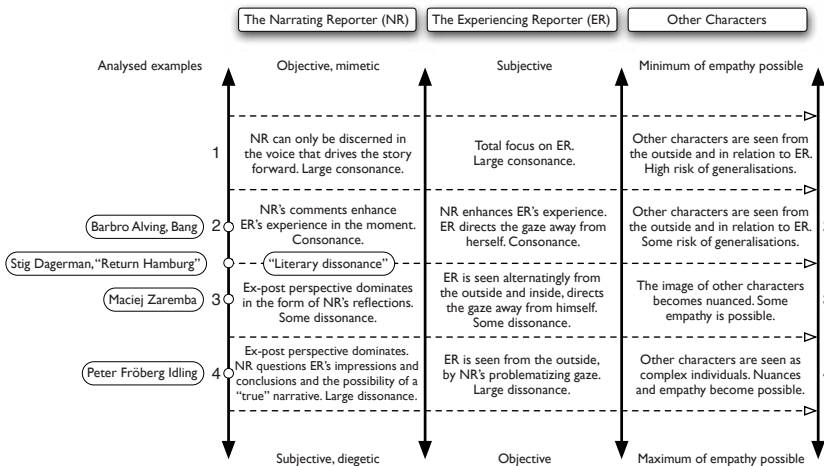 The Narrating Reporter (NR)
The Experiencing Reporter (ER)
Other Characters
Analysed examples
Objective, mimetic
Subjective
Minimum of empathy possible
1
NR can only be discerned in
the voice that drives the story
forward. Large consonance.
Total focus on ER.
Large consonance.
Other characters are seen from
the outside and in relation to ER.
High risk of generalisations.
Barbro Alving, Bang
2
NR's comments enhance
ER's experience in the moment.
Consonance.
NR enhances ER's experience.
ER directs the gaze away from
herself. Consonance.
Other characters are seen from
the outside and in relation to ER.
Some risk of generalisations.
Stig Dagerman, "Return Hamburg"
"Literary dissonance"
Maciej Zaremba
3
Ex-post perspective dominates
in the form of NR's reflections.
Some dissonance.
ER is seen alternatingly from
the outside and inside, directs
the gaze away from himself.
Some dissonance.
The image of other characters
becomes nuanced. Some
empathy is possible.
Peter Fröberg Idling
4
Ex-post perspective dominates.
NR questions ER's impressions and
conclusions and the possibility of a
"true" narrative. Large dissonance.
ER is seen from the outside,
by NR's problematizing gaze.
Large dissonance.
Other characters are seen as
complex individuals. Nuances
and empathy become possible.
Subjective, diegetic
Objective
Maximum of empathy possible